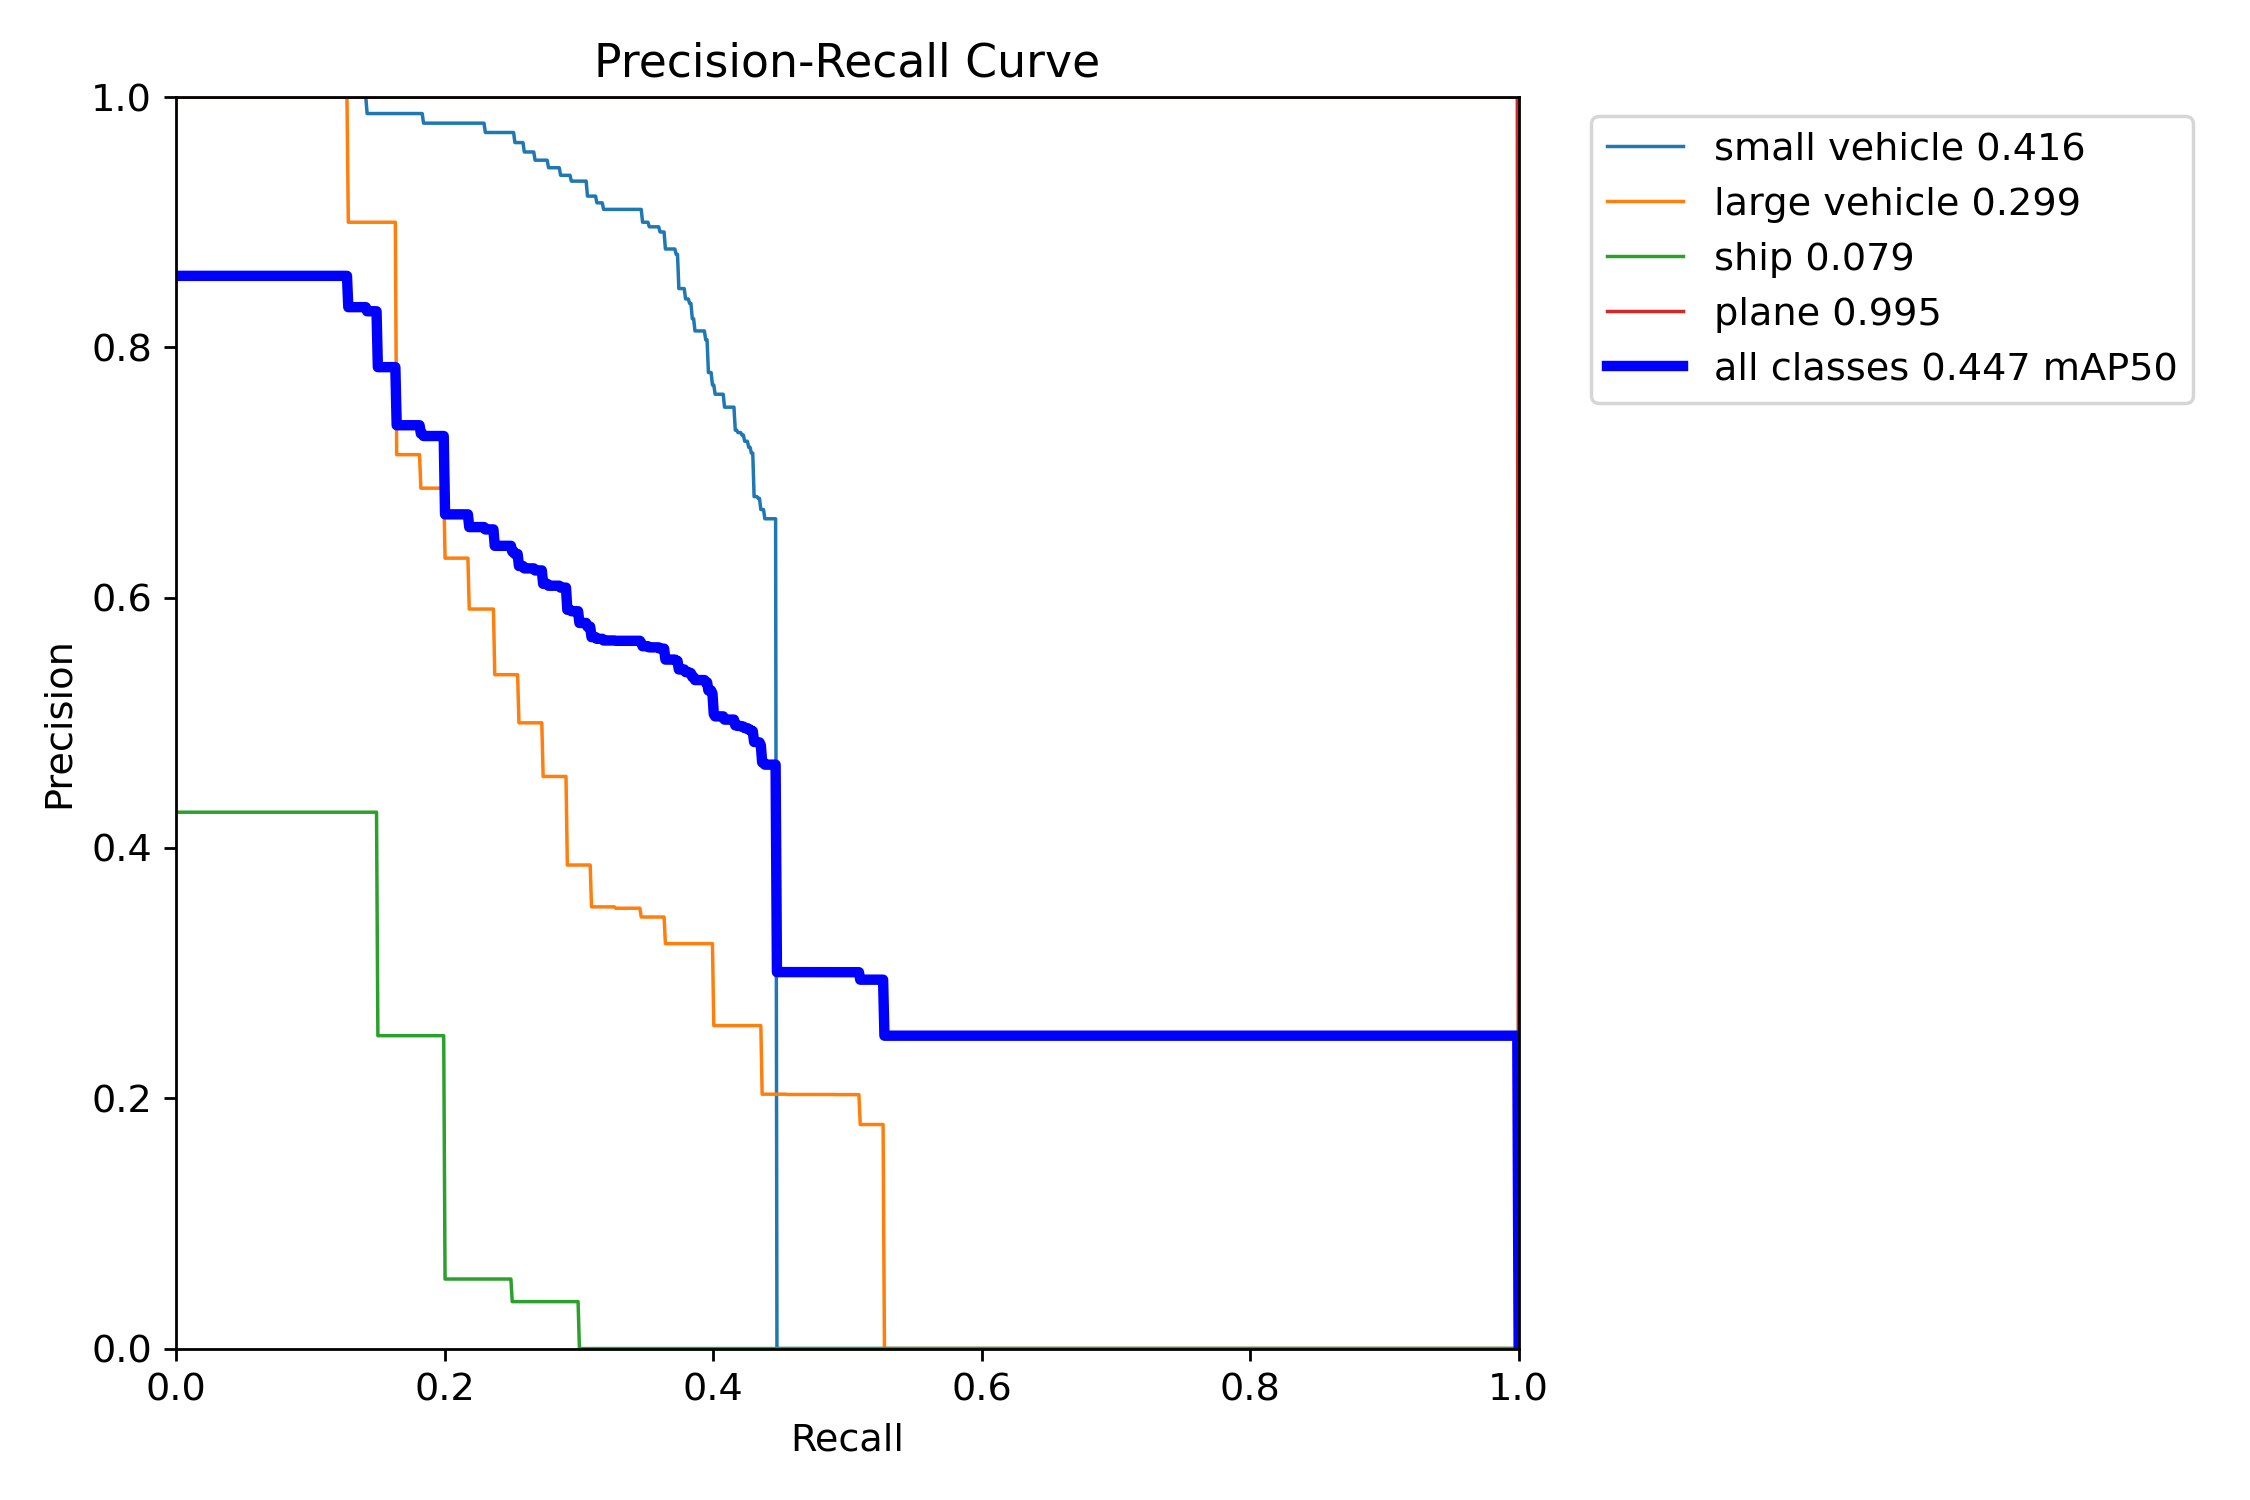 Precision-Recall Curve
1.0
0.8
0.6
0.4
0.2
0.0
Precision
0.0 0.2 0.4 0.6 0.8 1.0
Recall
small vehicle 0.416
large vehicle 0.299
ship 0.079
plane 0.995
all classes 0.447 mAP50